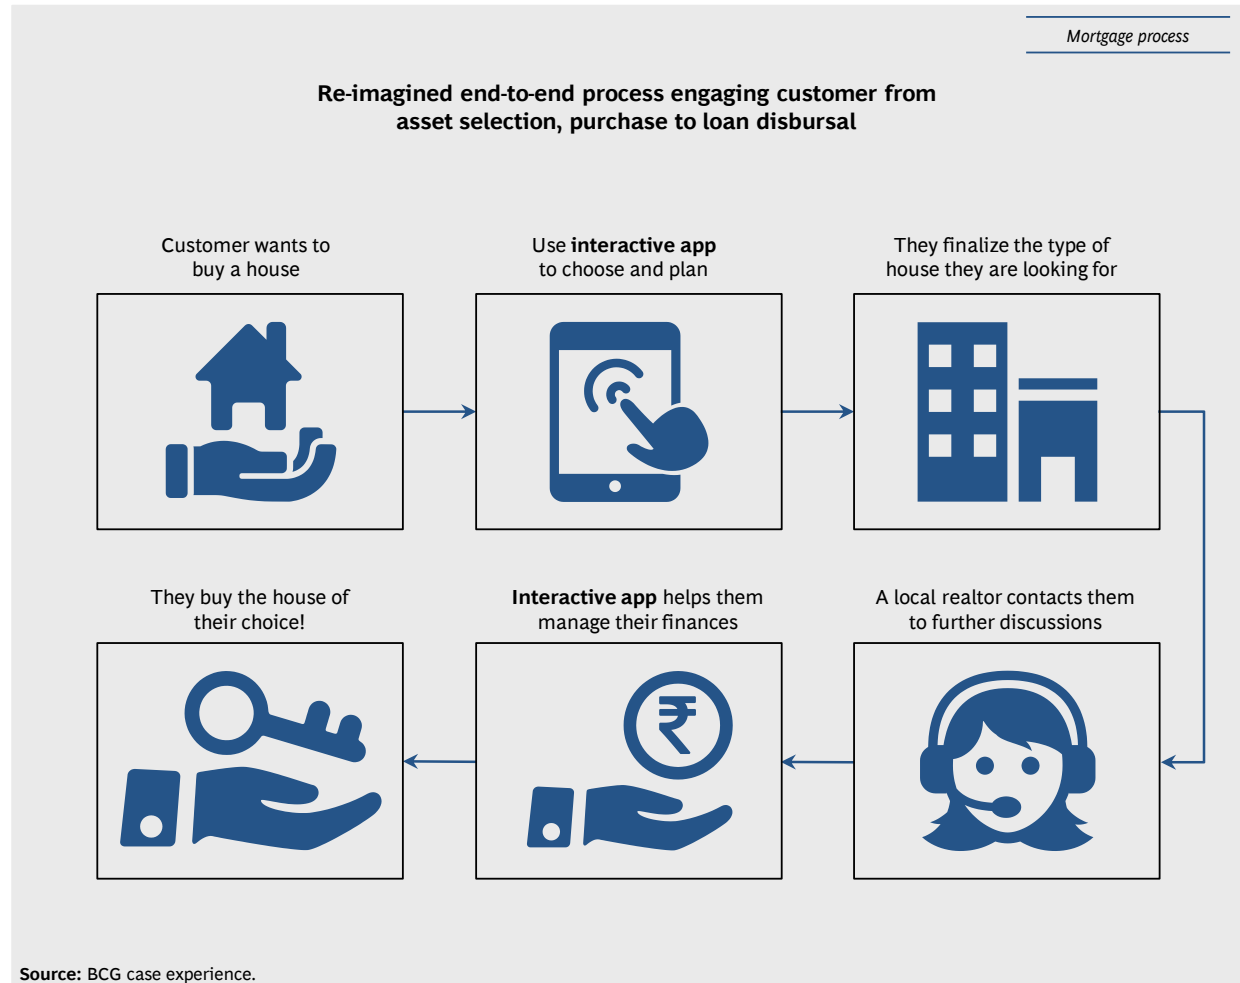 Mortgage process
Re-imagined end-to-end process engaging customer from
asset selection, purchase to loan disbursal
Customer wants to
buy a house
Use interactive app
to choose and plan
They finalize the type of
house they are looking for
They buy the house of
their choice!
Interactive app helps them
manage their finances
A local realtor contacts them
to further discussions
₹
Source: BCG case experience.